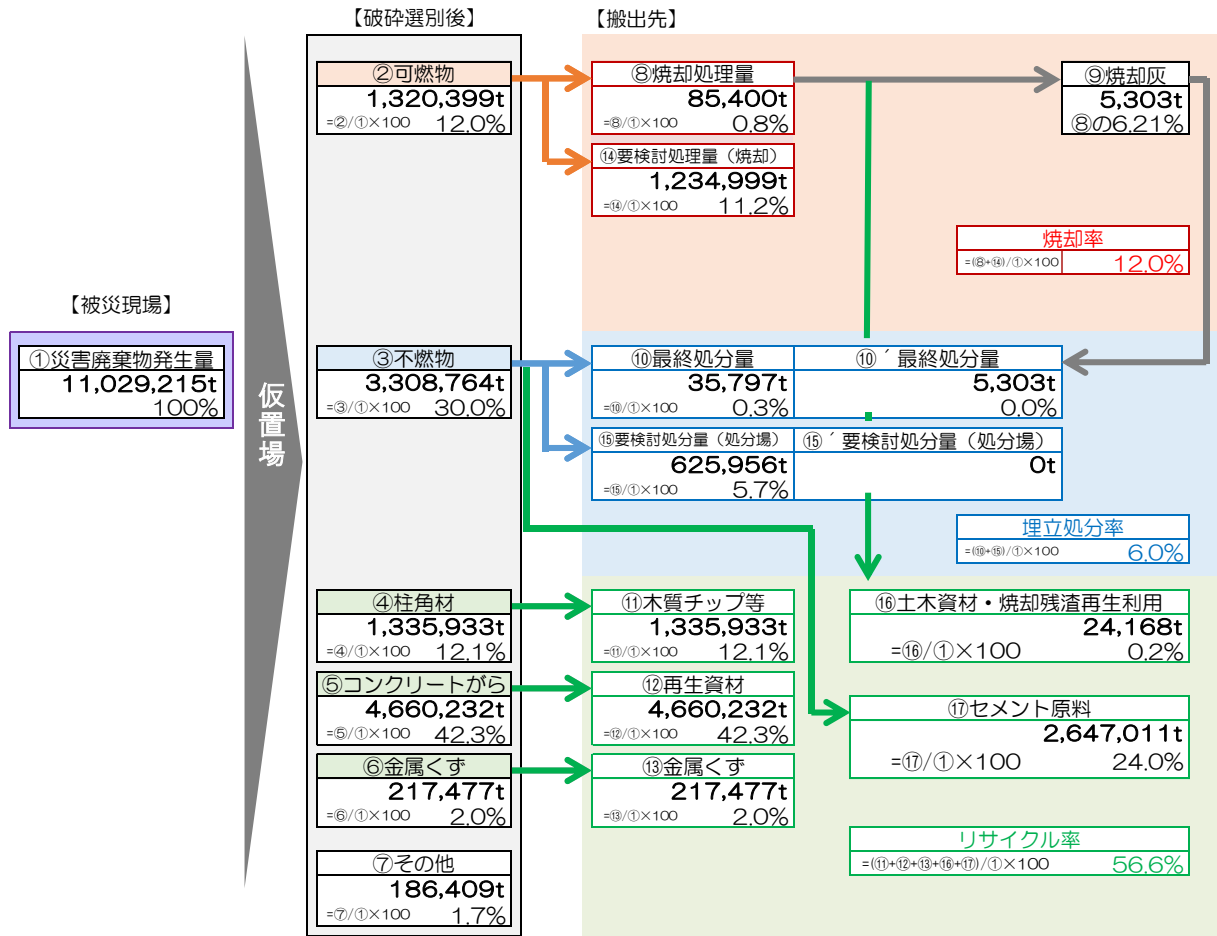 【破砕選別後】
【搬出先】
②可燃物
1,320,399t
=②/①×100 12.0%
⑧焼却処理量
85,400t
=⑧/①×100 0.8%
⑨焼却灰
5,303t
⑧の6.21%
⑭要検討処理量（焼却）
1,234,999t
=⑭/①×100 11.2%
焼却率
=(⑧+⑭)/①×100 12.0%
【被災現場】
①災害廃棄物発生量
11,029,215t
100%
仮置場
③不燃物
3,308,764t
=③/①×100 30.0%
⑩最終処分量
35,797t
=⑩/①×100 0.3%
⑩´最終処分量
5,303t
0.0%
⑮要検討処分量（処分場）
625,956t
=⑮/①×100 5.7%
⑮´要検討処分量（処分場）
0t
埋立処分率
=(⑩+⑮)/①×100 6.0%
④柱角材
1,335,933t
=④/①×100 12.1%
⑪木質チップ等
1,335,933t
=⑪/①×100 12.1%
⑯土木資材・焼却残渣再生利用
24,168t
=⑯/①×100 0.2%
⑤コンクリートがら
4,660,232t
=⑤/①×100 42.3%
⑫再生資材
4,660,232t
=⑫/①×100 42.3%
⑰セメント原料
2,647,011t
=⑰/①×100 24.0%
⑥金属くず
217,477t
=⑥/①×100 2.0%
⑬金属くず
217,477t
=⑬/①×100 2.0%
リサイクル率
=(⑪+⑫+⑬+⑯+⑰)/①×100 56.6%
⑦その他
186,409t
=⑦/①×100 1.7%